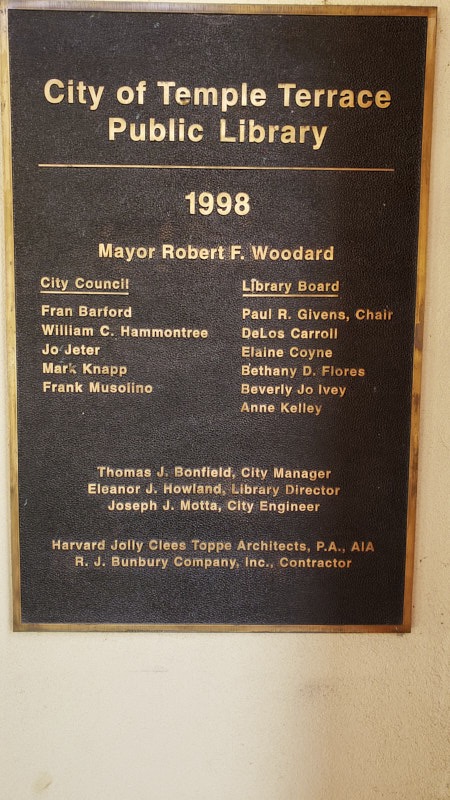 City of Temple Terrace
Public Library
1998
Mayor Robert F. Woodard
City Council
Fran Barford
William C. Hammontree
Jo Jeter
Mark Knapp
Frank Musolino
Library Board
Paul R. Givens, Chair
DeLos Carroll
Elaine Coyne
Bethany D. Flores
Beverly Jo Ivey
Anne Kelley
Thomas J. Bonfield, City Manager
Eleanor J. Howland, Library Director
Joseph J. Motta, City Engineer
Harvard Jolly Clees Toppe Architects, P.A., AIA
R. J. Bunbury Company, Inc., Contractor